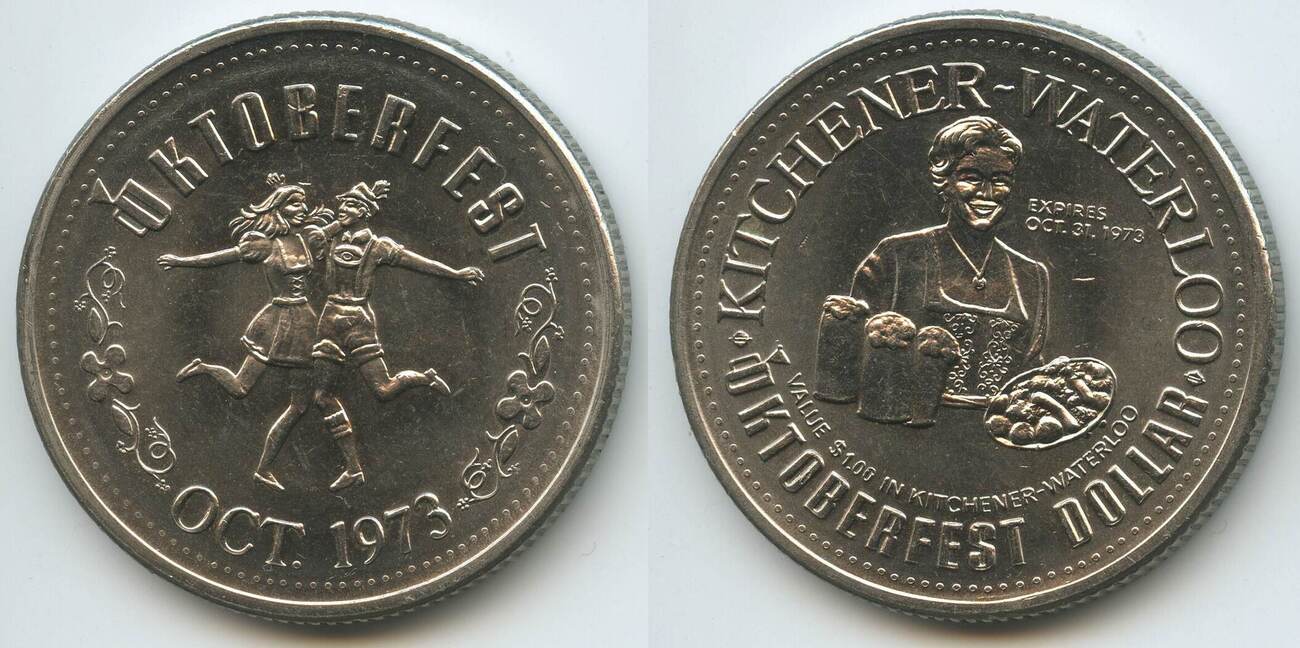 OKTOBERFEST
OCT. 1973
KITCHENER-WATERLOO
EXPIRES
OCT. 31. 1973
VALUE $1.00 IN KITCHENER-WATERLOO
OKTOBERFEST DOLLAR